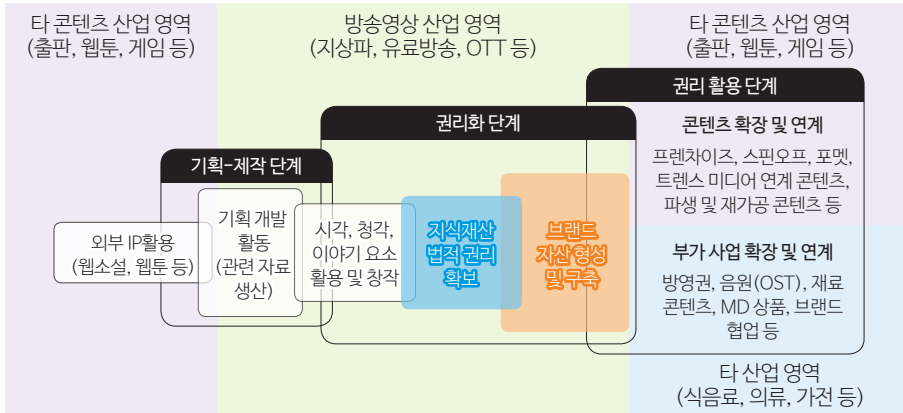 타 콘텐츠 산업 영역
(출판, 웹툰, 게임 등)
방송영상 산업 영역
(지상파, 유료방송, OTT 등)
타 콘텐츠 산업 영역
(출판, 웹툰, 게임 등)
기획-제작 단계
권리화 단계
권리 활용 단계
외부 IP활용
(웹소설, 웹툰 등)
기획 개발
활동
(관련 자료
생산)
시각, 청각,
이야기 요소
활용 및 창작
지식재산
법적 권리
확보
브랜드
자산 형성
및 구축
콘텐츠 확장 및 연계
프렌차이즈, 스핀오프, 포멧,
트렌스 미디어 연계 콘텐츠,
파생 및 재가공 콘텐츠 등
부가 사업 확장 및 연계
방영권, 음원(OST), 재료
콘텐츠, MD 상품, 브랜드
협업 등
타 산업 영역
(식음료, 의류, 가전 등)